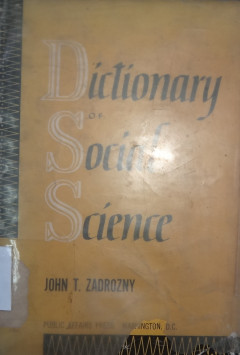 Dictionary
OF
Social
Science
JOHN T. ZADROZNY
PUBLIC AFFAIRS PRESS, WASHINGTON, D.C.